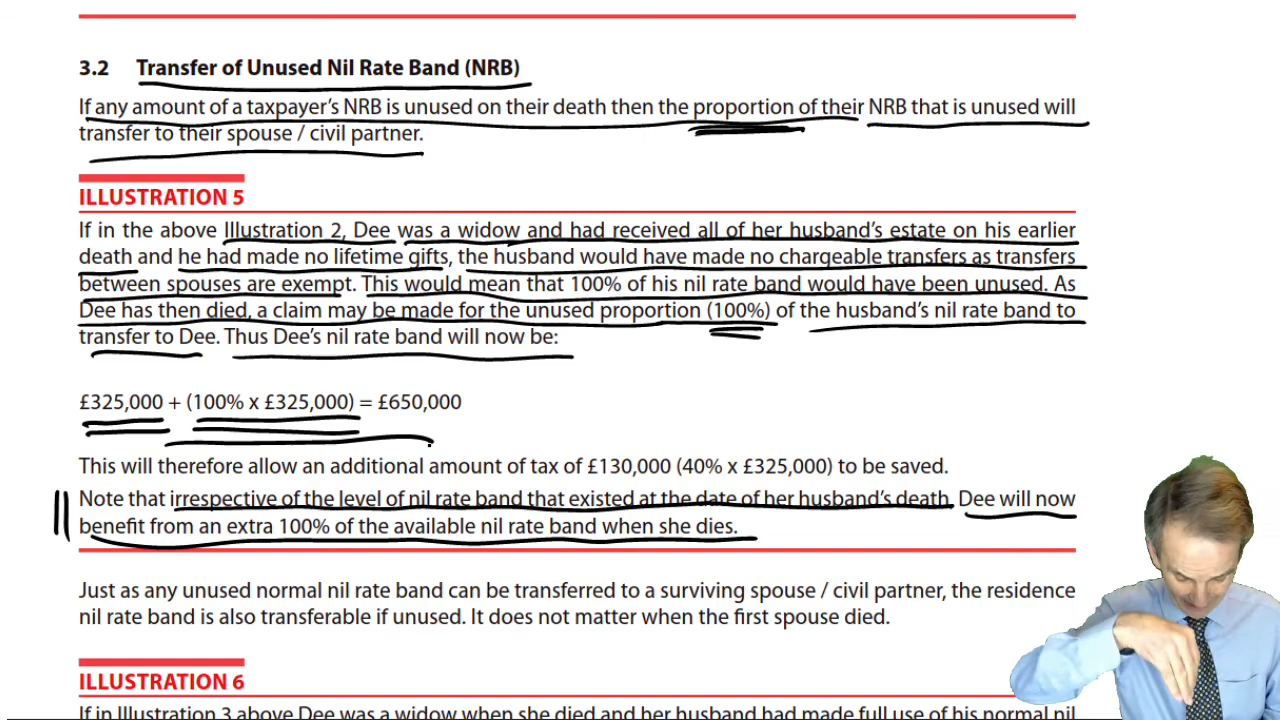 3.2 Transfer of Unused Nil Rate Band (NRB)
If any amount of a taxpayer's NRB is unused on their death then the proportion of their NRB that is unused will
transfer to their spouse / civil partner.
ILLUSTRATION 5
If in the above Illustration 2, Dee was a widow and had received all of her husband's estate on his earlier
death and he had made no lifetime gifts, the husband would have made no chargeable transfers as transfers
between spouses are exempt. This would mean that 100% of his nil rate band would have been unused. As
Dee has then died, a claim may be made for the unused proportion (100%) of the husband's nil rate band to
transfer to Dee. Thus Dee's nil rate band will now be:
£325,000 + (100% x £325,000) = £650,000
This will therefore allow an additional amount of tax of £130,000 (40% x £325,000) to be saved.
Note that irrespective of the level of nil rate band that existed at the date of her husband's death. Dee will now
benefit from an extra 100% of the available nil rate band when she dies.
Just as any unused normal nil rate band can be transferred to a surviving spouse / civil partner, the residence
nil rate band is also transferable if unused. It does not matter when the first spouse died.
ILLUSTRATION 6
If in Illustration 3 above Dee was a widow when she died and her husband had made full use of his normal nil